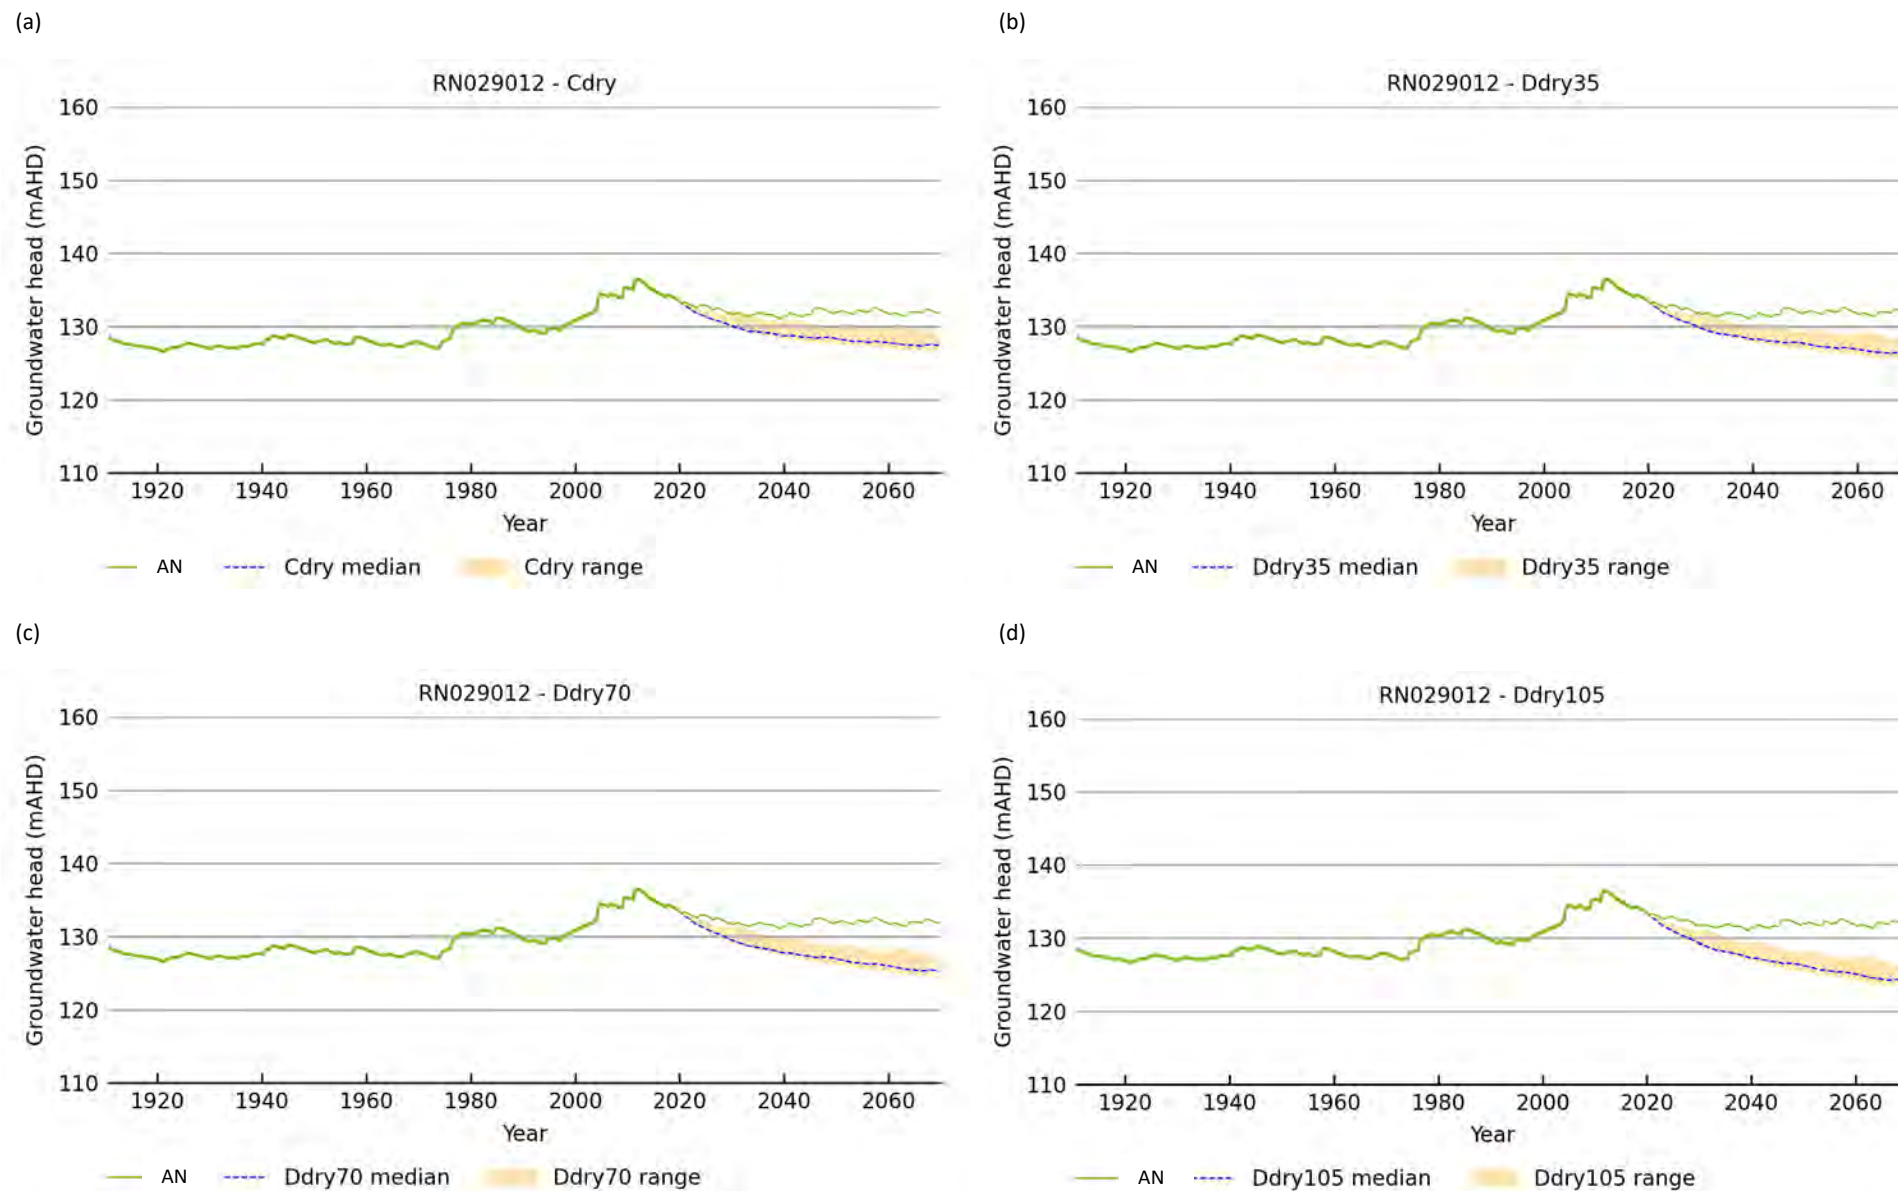 (a)
RN029012 - Cdry
160
150
140
130
120
110
Groundwater head (mAHD)
1920 1940 1960 1980 2000 2020 2040 2060
Year
AN Cdry median Cdry range
(b)
RN029012 - Ddry35
160
150
140
130
120
110
Groundwater head (mAHD)
1920 1940 1960 1980 2000 2020 2040 2060
Year
AN Ddry35 median Ddry35 range
(c)
RN029012 - Ddry70
160
150
140
130
120
110
Groundwater head (mAHD)
1920 1940 1960 1980 2000 2020 2040 2060
Year
AN Ddry70 median Ddry70 range
(d)
RN029012 - Ddry105
160
150
140
130
120
110
Groundwater head (mAHD)
1920 1940 1960 1980 2000 2020 2040 2060
Year
AN Ddry105 median Ddry105 range